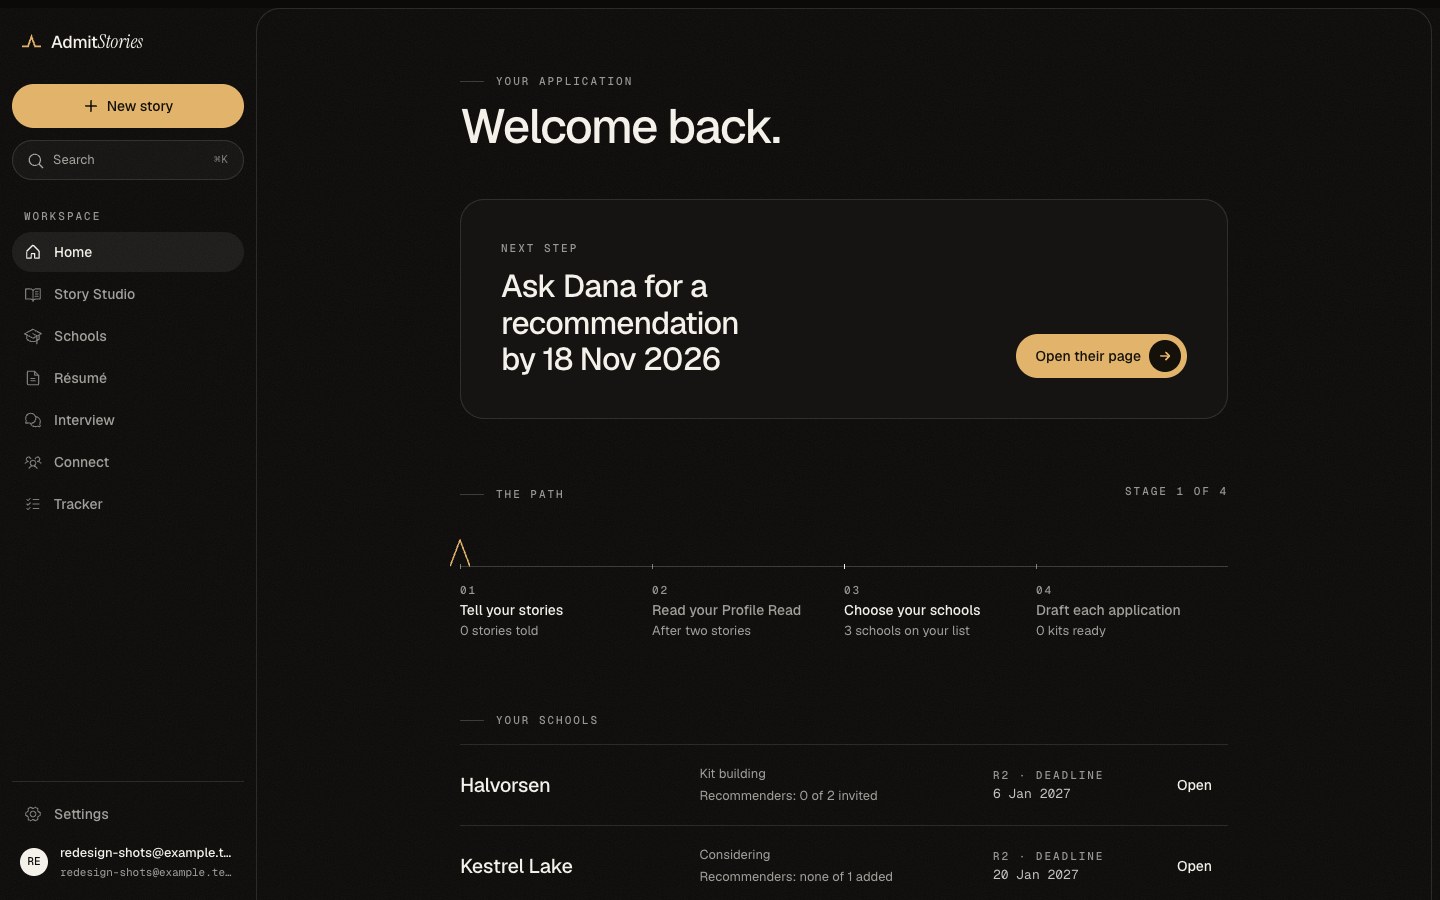 AdmitStories
New story
Search ⌘K
WORKSPACE
Home
Story Studio
Schools
Résumé
Interview
Connect
Tracker
Settings
RE
redesign-shots@example.t…
redesign-shots@example.te…
YOUR APPLICATION
Welcome back.
NEXT STEP
Ask Dana for a
recommendation
by 18 Nov 2026
Open their page
THE PATH
STAGE 1 OF 4
01
Tell your stories
0 stories told
02
Read your Profile Read
After two stories
03
Choose your schools
3 schools on your list
04
Draft each application
0 kits ready
YOUR SCHOOLS
Halvorsen
Kit building
Recommenders: 0 of 2 invited
R2 · DEADLINE
6 Jan 2027
Open
Kestrel Lake
Considering
Recommenders: none of 1 added
R2 · DEADLINE
20 Jan 2027
Open